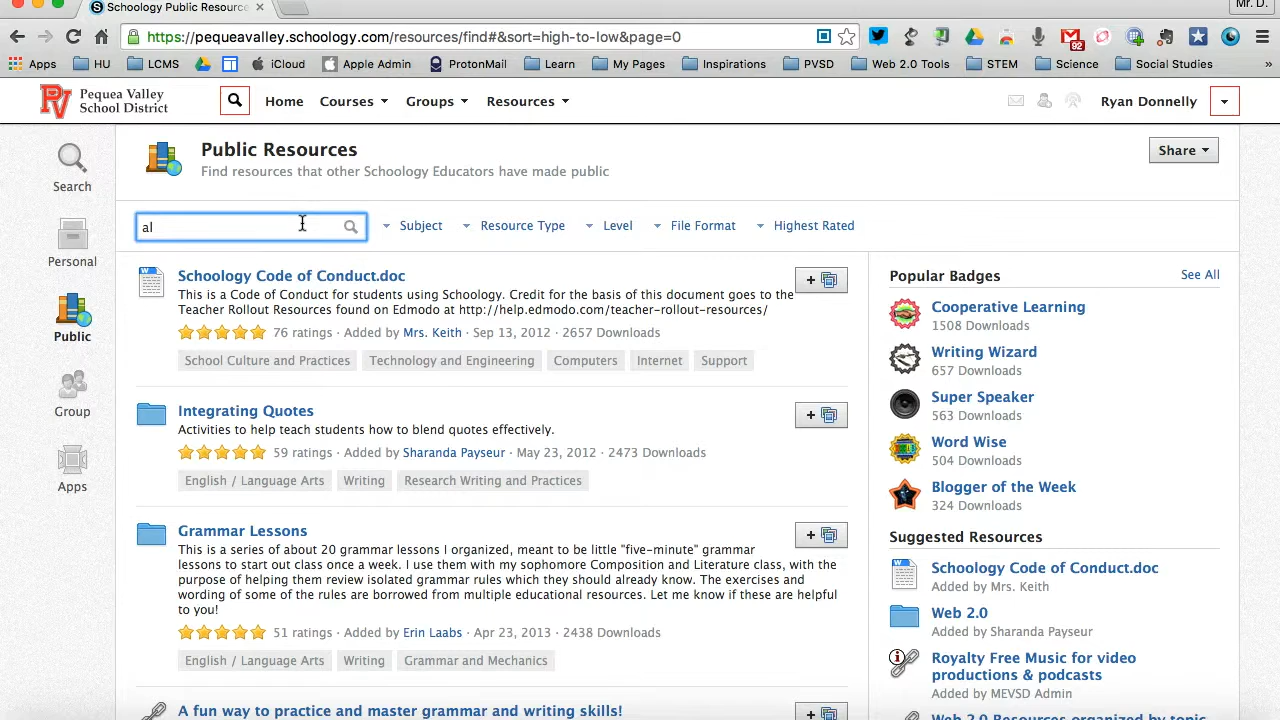 Schoology Public Resource
Mr. D.
https://pequeavalley.schoology.com/resources/find#&sort=high-to-low&page=0
92
Apps HU LCMS iCloud Apple Admin ProtonMail Learn My Pages Inspirations PVSD Web 2.0 Tools STEM Science Social Studies »
PV Pequea Valley
School District
Home Courses Groups Resources Ryan Donnelly
Search
Personal
Public
Group
Apps
Public Resources
Find resources that other Schoology Educators have made public
Share
al
Subject Resource Type Level File Format Highest Rated
Schoology Code of Conduct.doc
This is a Code of Conduct for students using Schoology. Credit for the basis of this document goes to the
Teacher Rollout Resources found on Edmodo at http://help.edmodo.com/teacher-rollout-resources/
76 ratings · Added by Mrs. Keith · Sep 13, 2012 · 2657 Downloads
School Culture and Practices Technology and Engineering Computers Internet Support
Integrating Quotes
Activities to help teach students how to blend quotes effectively.
59 ratings · Added by Sharanda Payseur · May 23, 2012 · 2473 Downloads
English / Language Arts Writing Research Writing and Practices
Grammar Lessons
This is a series of about 20 grammar lessons I organized, meant to be little "five-minute" grammar
lessons to start out class once a week. I use them with my sophomore Composition and Literature class, with the
purpose of helping them review isolated grammar rules which they should already know. The exercises and
wording of some of the rules are borrowed from multiple educational resources. Let me know if these are helpful
to you!
51 ratings · Added by Erin Laabs · Apr 23, 2013 · 2438 Downloads
English / Language Arts Writing Grammar and Mechanics
A fun way to practice and master grammar and writing skills!
Popular Badges See All
Cooperative Learning
1508 Downloads
Writing Wizard
657 Downloads
Super Speaker
563 Downloads
Word Wise
504 Downloads
Blogger of the Week
324 Downloads
Suggested Resources
Schoology Code of Conduct.doc
Added by Mrs. Keith
Web 2.0
Added by Sharanda Payseur
Royalty Free Music for video
productions & podcasts
Added by MEVSD Admin
Web 2.0 Resources organized by topic